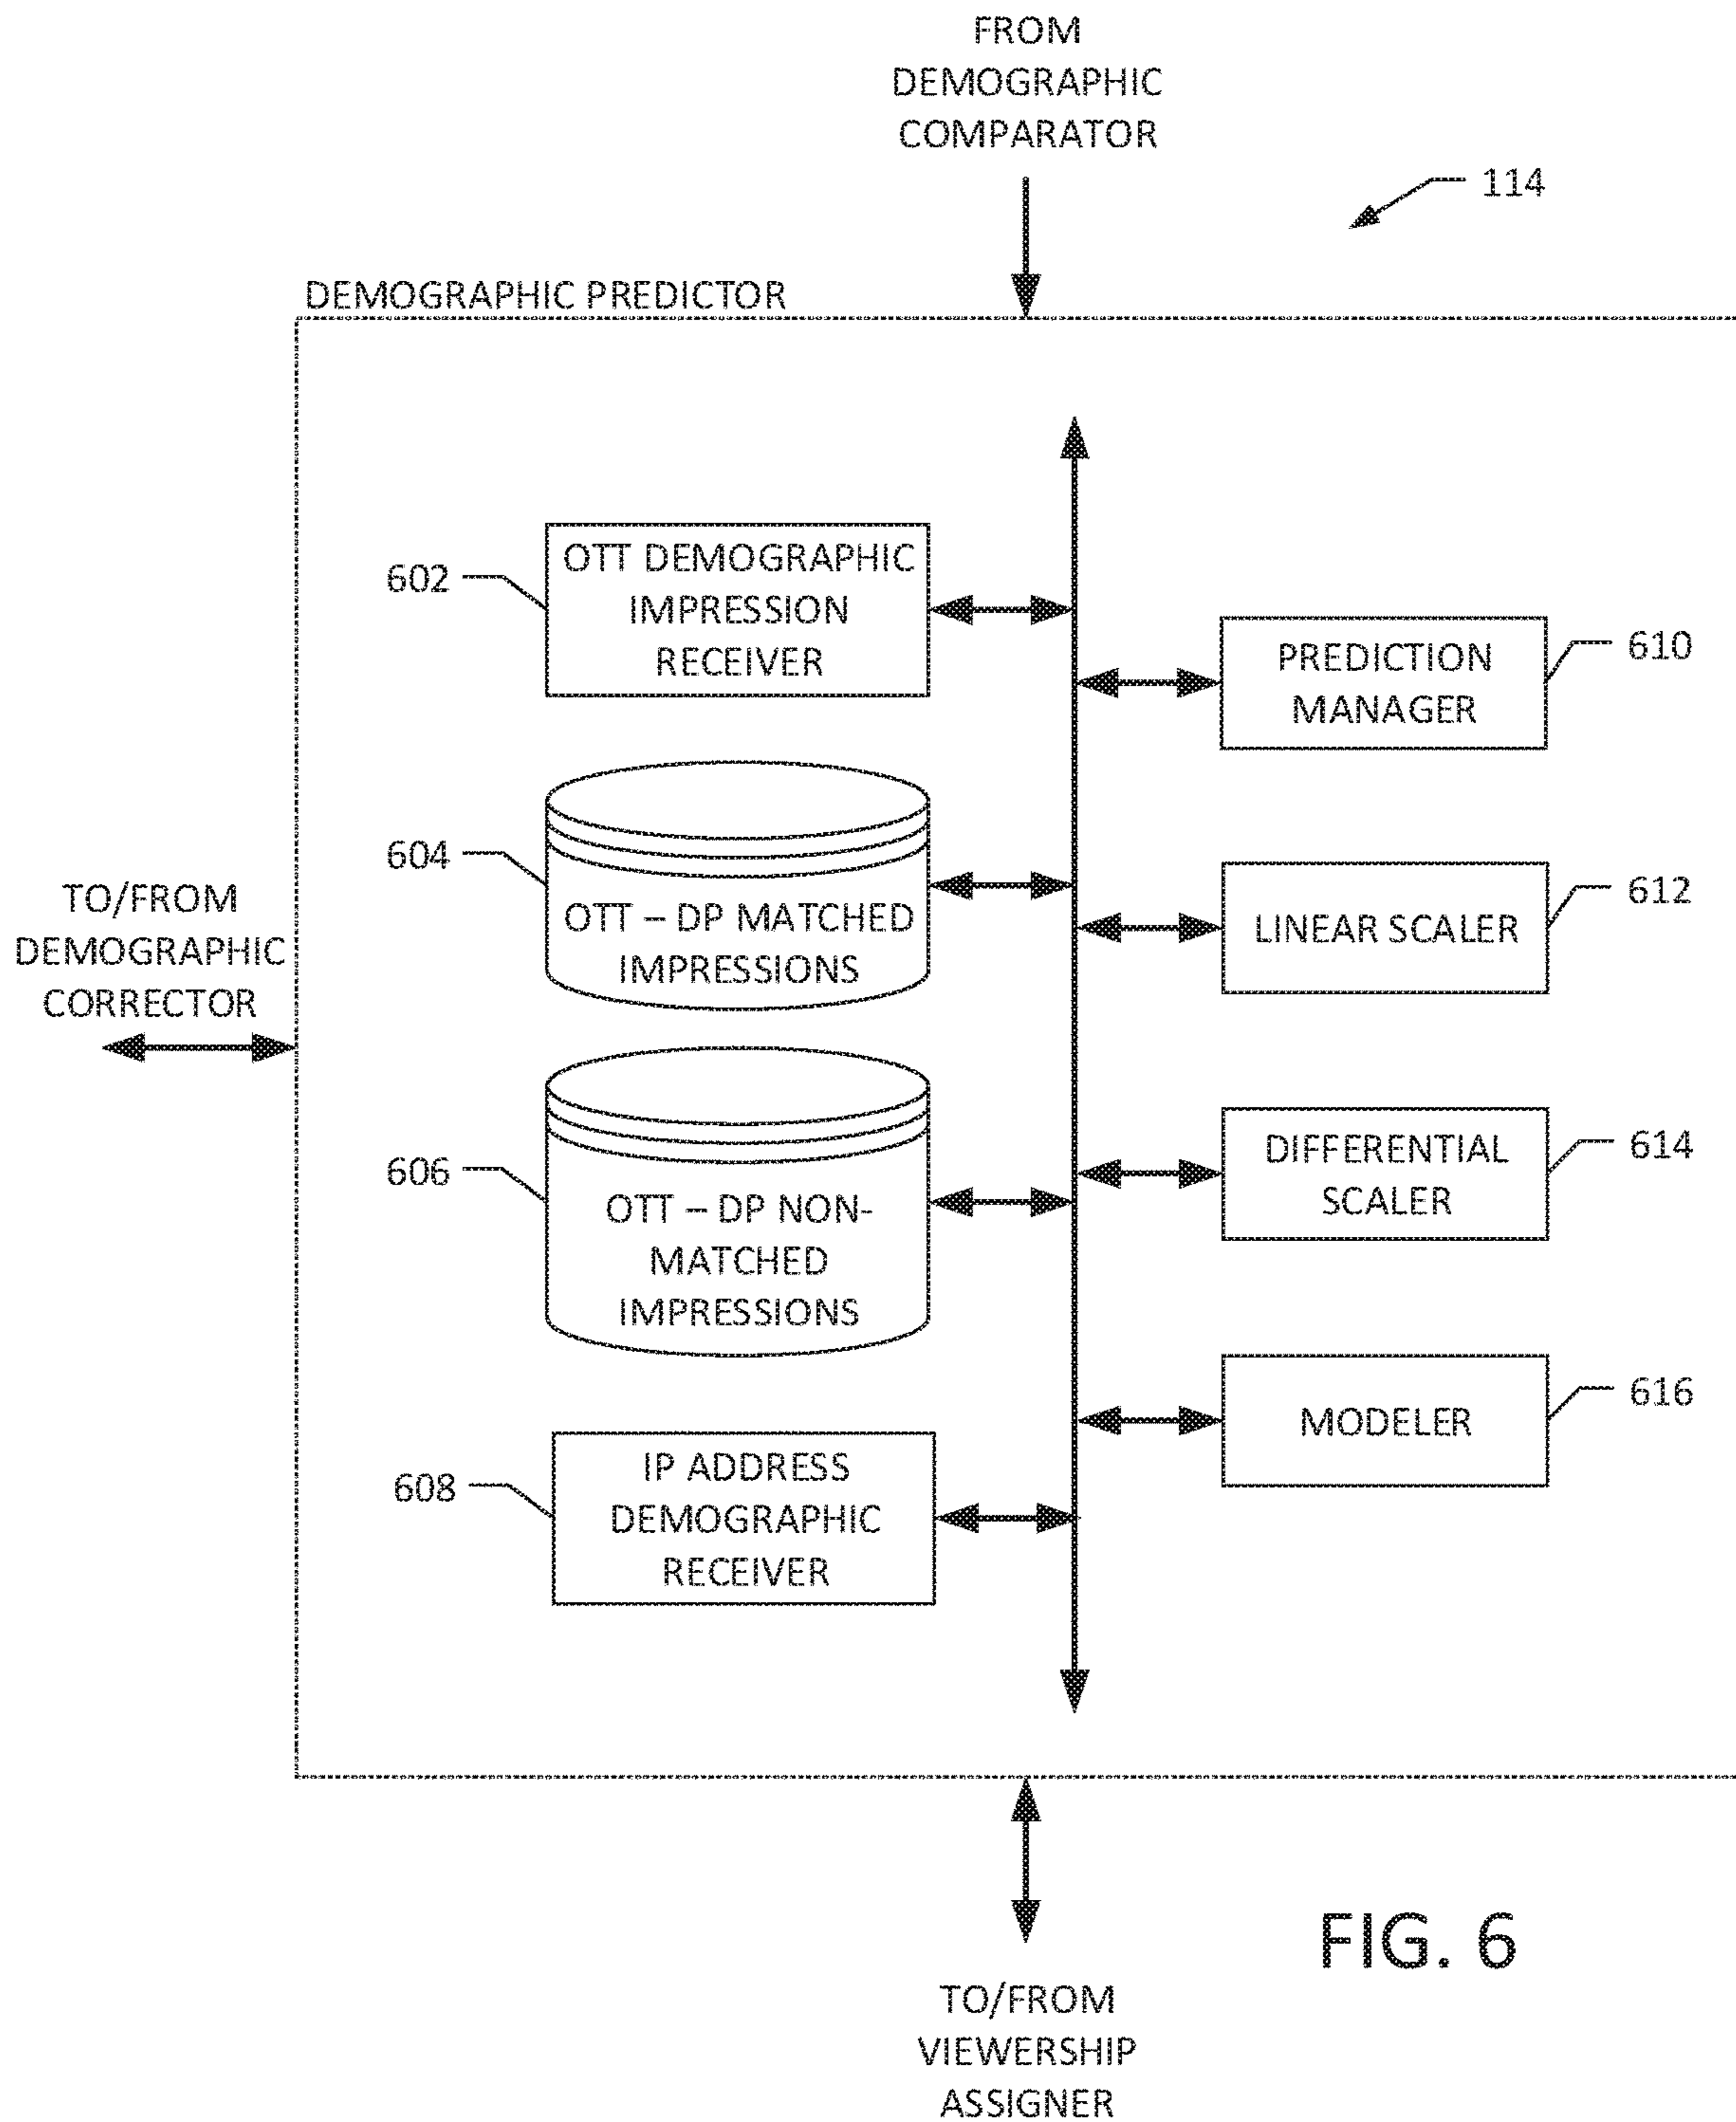 FROM
DEMOGRAPHIC
COMPARATOR
114
DEMOGRAPHIC PREDICTOR
602
OTT DEMOGRAPHIC
IMPRESSION
RECEIVER
PREDICTION
MANAGER
610
604
OTT – DP MATCHED
IMPRESSIONS
LINEAR SCALER
612
TO/FROM
DEMOGRAPHIC
CORRECTOR
606
OTT – DP NON-
MATCHED
IMPRESSIONS
DIFFERENTIAL
SCALER
614
608
IP ADDRESS
DEMOGRAPHIC
RECEIVER
MODELER
616
FIG. 6
TO/FROM
VIEWERSHIP
ASSIGNER